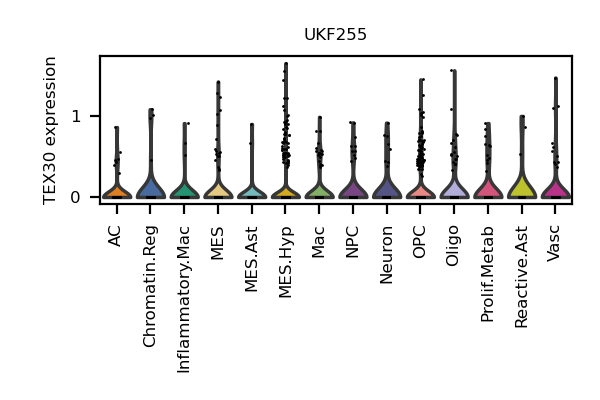 UKF255
TEX30 expression
1
0
AC
Chromatin.Reg
Inflammatory.Mac
MES
MES.Ast
MES.Hyp
Mac
NPC
Neuron
OPC
Oligo
Prolif.Metab
Reactive.Ast
Vasc